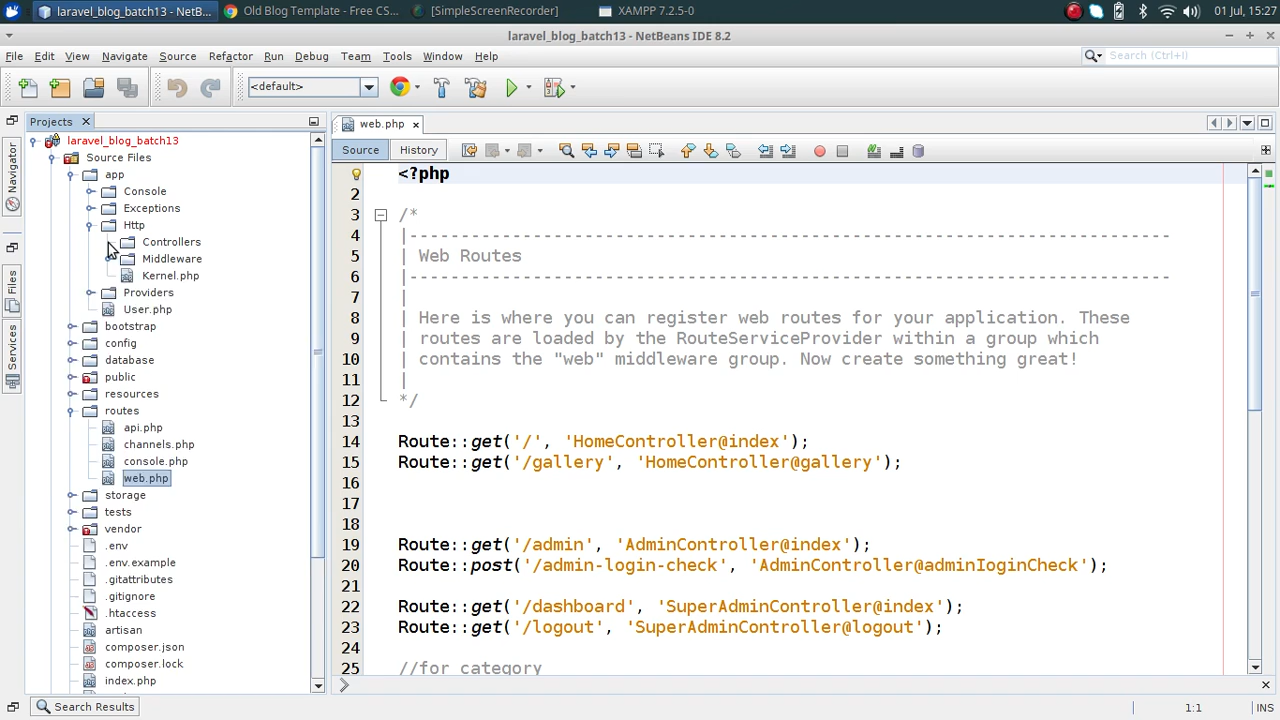 laravel_blog_batch13 - NetB...
Old Blog Template - Free CS...
[SimpleScreenRecorder]
XAMPP 7.2.5-0
01 Jul, 15:27
laravel_blog_batch13 - NetBeans IDE 8.2
File Edit View Navigate Source Refactor Run Debug Team Tools Window Help
Search (Ctrl+I)
<default>
Projects
web.php
Source History
Navigator
Files
Services
laravel_blog_batch13
Source Files
app
Console
Exceptions
Http
Controllers
Middleware
Kernel.php
Providers
User.php
bootstrap
config
database
public
resources
routes
api.php
channels.php
console.php
web.php
storage
tests
vendor
.env
.env.example
.gitattributes
.gitignore
.htaccess
artisan
composer.json
composer.lock
index.php
<?php
2
3 /*
4 |--------------------------------------------------------------------------
5 | Web Routes
6 |--------------------------------------------------------------------------
7 |
8 | Here is where you can register web routes for your application. These
9 | routes are loaded by the RouteServiceProvider within a group which
10 | contains the "web" middleware group. Now create something great!
11 |
12 */
13
14 Route::get('/', 'HomeController@index');
15 Route::get('/gallery', 'HomeController@gallery');
16
17
18
19 Route::get('/admin', 'AdminController@index');
20 Route::post('/admin-login-check', 'AdminController@adminIoginCheck');
21
22 Route::get('/dashboard', 'SuperAdminController@index');
23 Route::get('/logout', 'SuperAdminController@logout');
24
25 //for category
Search Results
1:1
INS